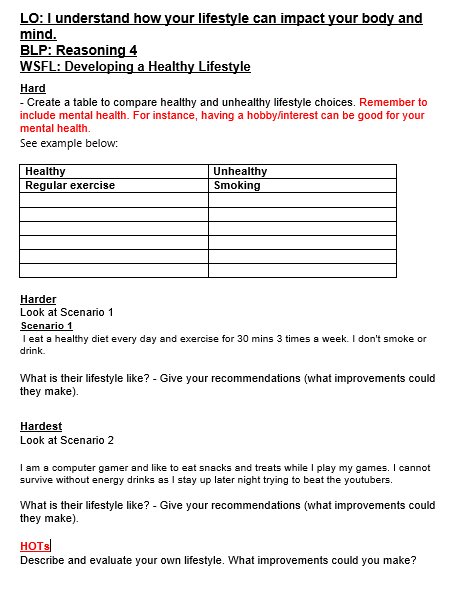 LO: I understand how your lifestyle can impact your body and
mind.
BLP: Reasoning 4
WSFL: Developing a Healthy Lifestyle
Hard
- Create a table to compare healthy and unhealthy lifestyle choices. Remember to
include mental health. For instance, having a hobby/interest can be good for your
mental health.
See example below:
Healthy Unhealthy
Regular exercise Smoking
Harder
Look at Scenario 1
Scenario 1
I eat a healthy diet every day and exercise for 30 mins 3 times a week. I don't smoke or
drink.
What is their lifestyle like? - Give your recommendations (what improvements could
they make).
Hardest
Look at Scenario 2
I am a computer gamer and like to eat snacks and treats while I play my games. I cannot
survive without energy drinks as I stay up later night trying to beat the youtubers.
What is their lifestyle like? - Give your recommendations (what improvements could
they make).
HOTs
Describe and evaluate your own lifestyle. What improvements could you make?